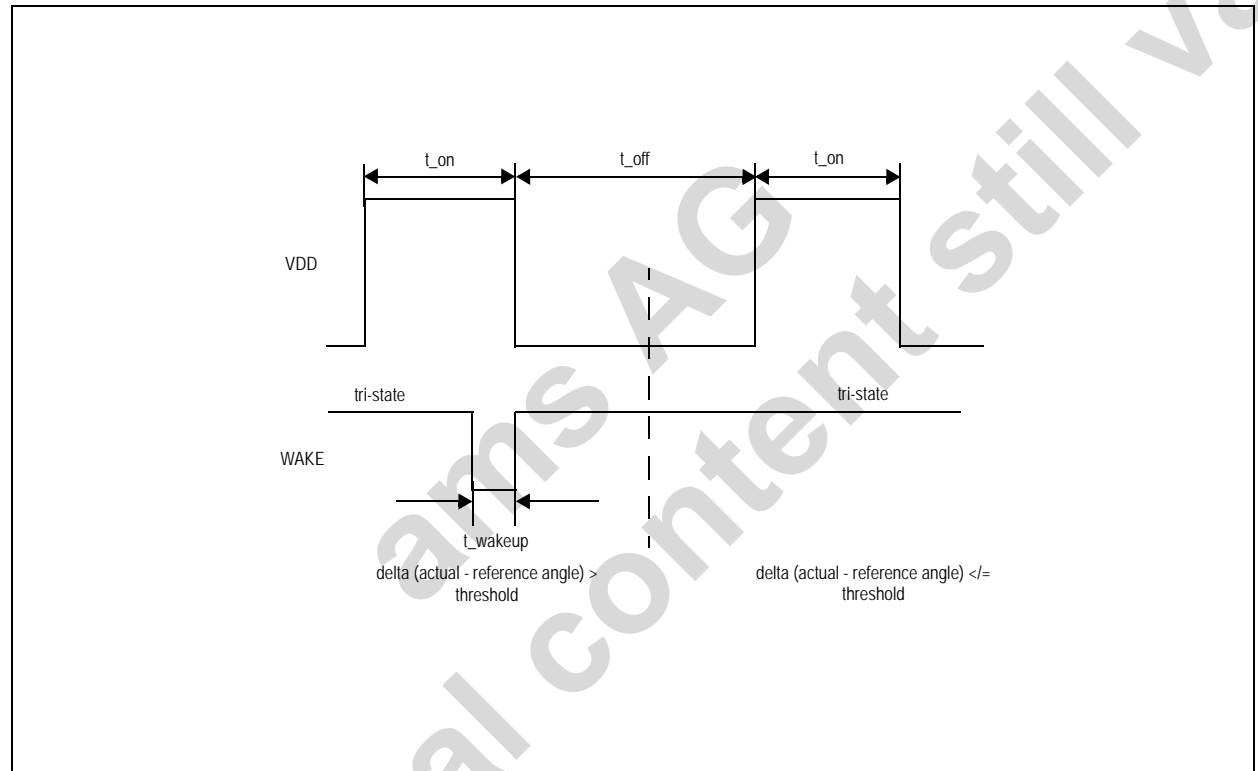 t_on
t_off
t_on
VDD
tri-state
tri-state
WAKE
t_wakeup
delta (actual - reference angle) >
threshold
delta (actual - reference angle) </=
threshold
ams AG
al content still va